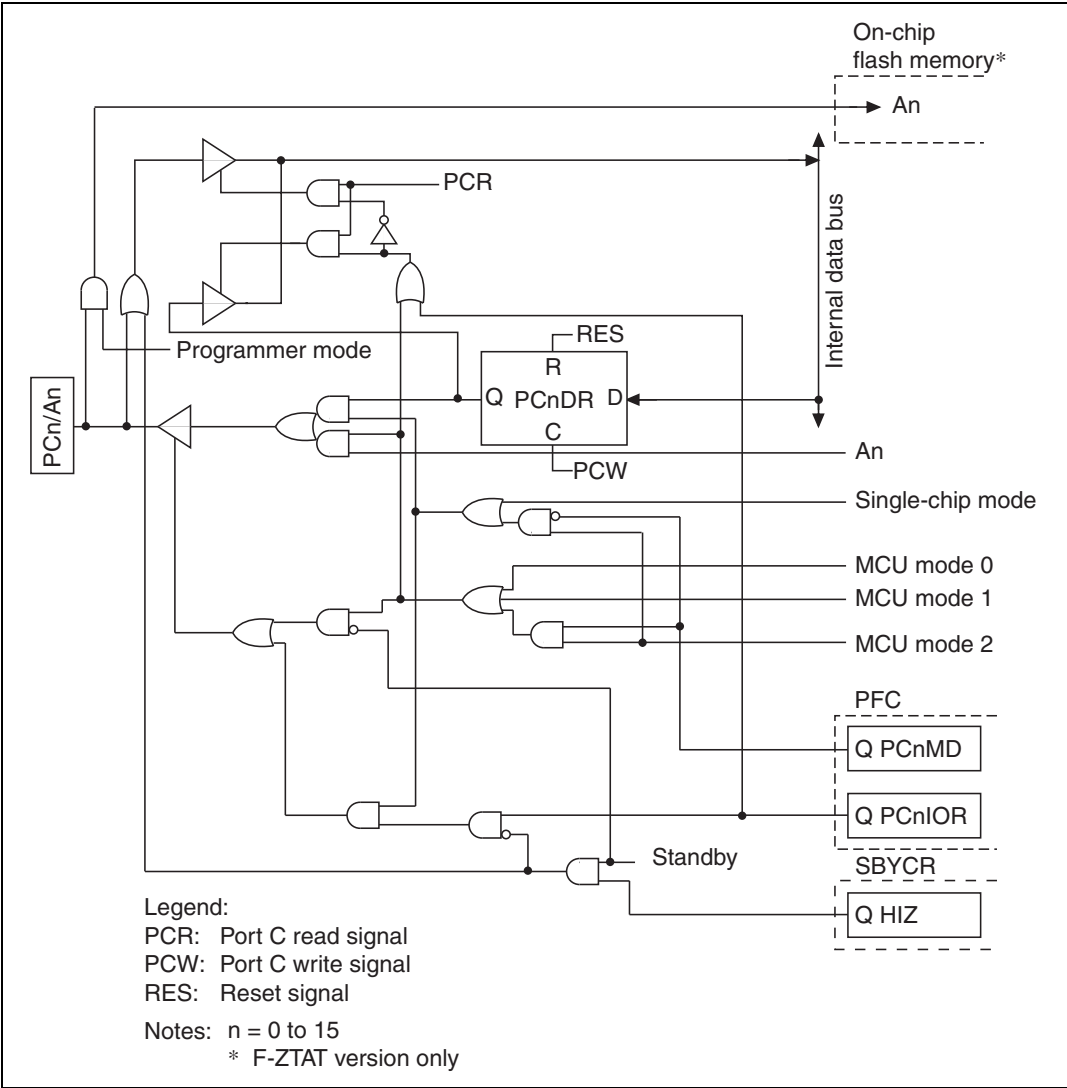 On-chip
flash memory*
An
PCR
Internal data bus
Programmer mode
RES
R
Q PCnDR D
C
PCW
PCn/An
An
Single-chip mode
MCU mode 0
MCU mode 1
MCU mode 2
PFC
Q PCnMD
Q PCnIOR
Standby
SBYCR
Q HIZ
Legend:
PCR: Port C read signal
PCW: Port C write signal
RES: Reset signal
Notes: n = 0 to 15
* F-ZTAT version only